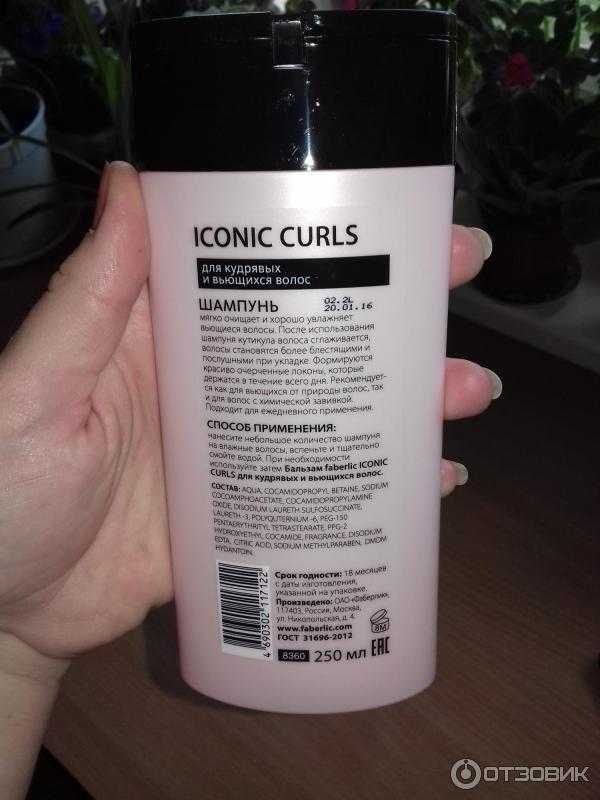 ICONIC CURLS
для кудрявых
и вьющихся волос
ШАМПУНЬ
02.2L
20.01.16
мягко очищает и хорошо увлажняет
вьющиеся волосы. После использования
шампуня кутикула волоса сглаживается,
волосы становятся более блестящими и
послушными при укладке. Формируются
красиво очерченные локоны, которые
держатся в течение всего дня. Рекомендует-
ся как для вьющихся от природы волос, так
и для волос с химической завивкой.
Подходит для ежедневного применения.
СПОСОБ ПРИМЕНЕНИЯ:
нанесите небольшое количество шампуня
на влажные волосы, вспеньте и тщательно
смойте водой. При необходимости
используйте затем Бальзам faberlic ICONIC
CURLS для кудрявых и вьющихся волос.
СОСТАВ: AQUA, COCAMIDOPROPYL BETAINE, SODIUM
COCOAMPHOACETATE, COCAMIDOPROPYLAMINE
OXIDE, DISODIUM LAURETH SULFOSUCCINATE,
LAURETH -3, POLYQUTERNIUM -6, PEG-150
PENTAERYTHRITYL TETRASTEARATE, PPG-2
HYDROXYETHYL, COCAMIDE, FRAGRANCE, DISODIUM
EDTA, CITRIC ACID, SODIUM METHYLPARABEN, DMDM
HYDANTOIN.
4 690302 117122
Срок годности: 18 месяцев
с даты изготовления,
указанной на упаковке.
Произведено: ОАО «Фаберлик»,
117403, Россия, Москва,
ул. Никопольская, д. 4.
www.faberlic.com
ГОСТ 31696-2012
8M
8360 250 мл EAC
ОТЗОВИК